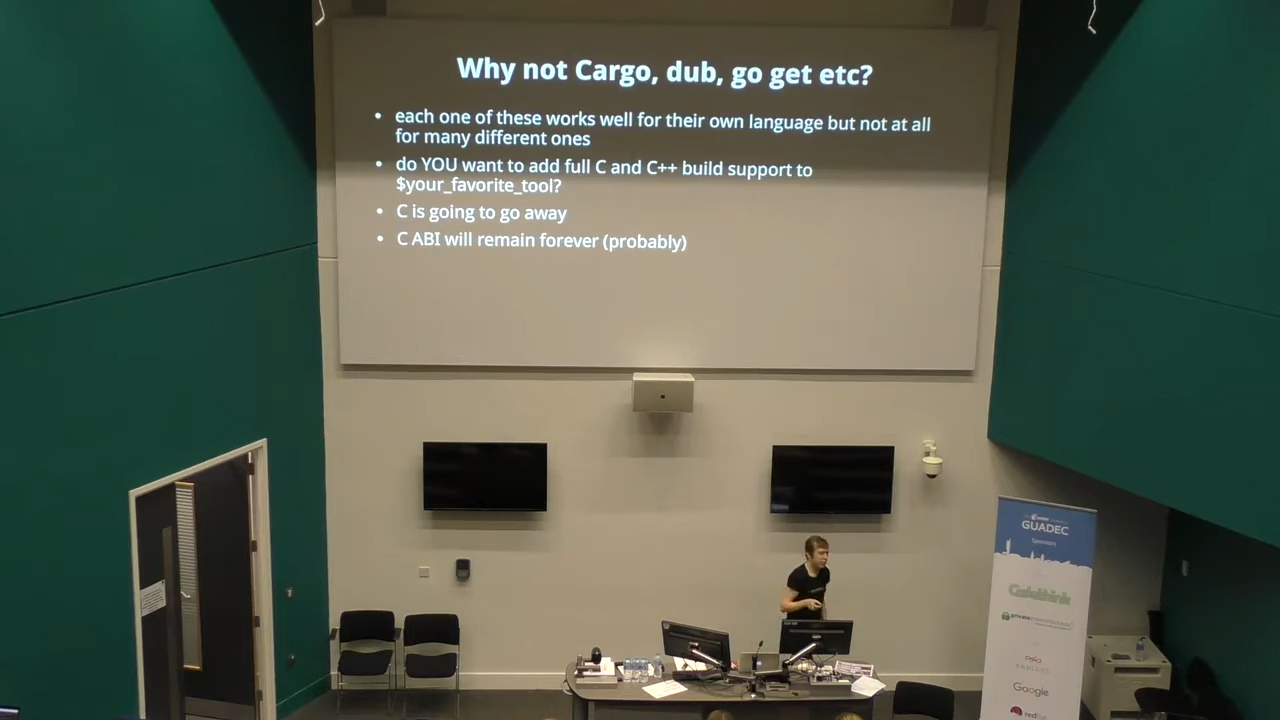 Why not Cargo, dub, go get etc?
• each one of these works well for their own language but not at all
for many different ones
• do YOU want to add full C and C++ build support to
$your_favorite_tool?
• C is going to go away
• C ABI will remain forever (probably)
GUADEC
Sponsors
Codethink
Google